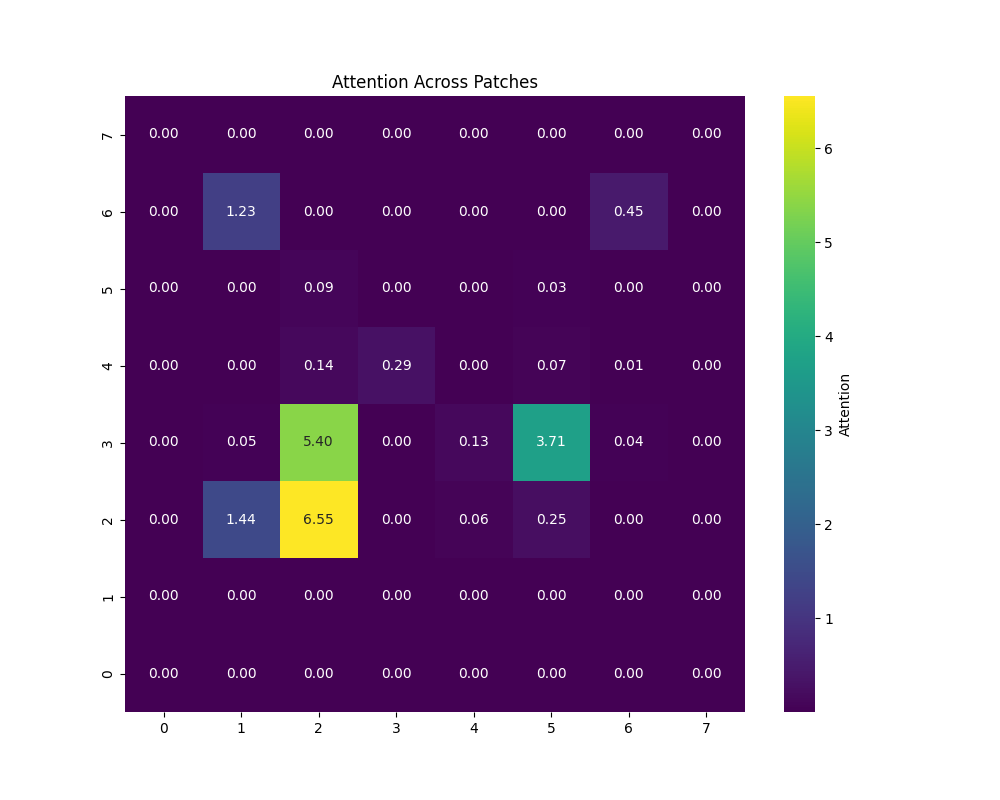 Attention Across Patches
7 0.00 0.00 0.00 0.00 0.00 0.00 0.00 0.00
6 0.00 1.23 0.00 0.00 0.00 0.00 0.45 0.00
5 0.00 0.00 0.09 0.00 0.00 0.03 0.00 0.00
4 0.00 0.00 0.14 0.29 0.00 0.07 0.01 0.00
3 0.00 0.05 5.40 0.00 0.13 3.71 0.04 0.00
2 0.00 1.44 6.55 0.00 0.06 0.25 0.00 0.00
1 0.00 0.00 0.00 0.00 0.00 0.00 0.00 0.00
0 0.00 0.00 0.00 0.00 0.00 0.00 0.00 0.00
0 1 2 3 4 5 6 7
6
5
4
3
2
1
Attention